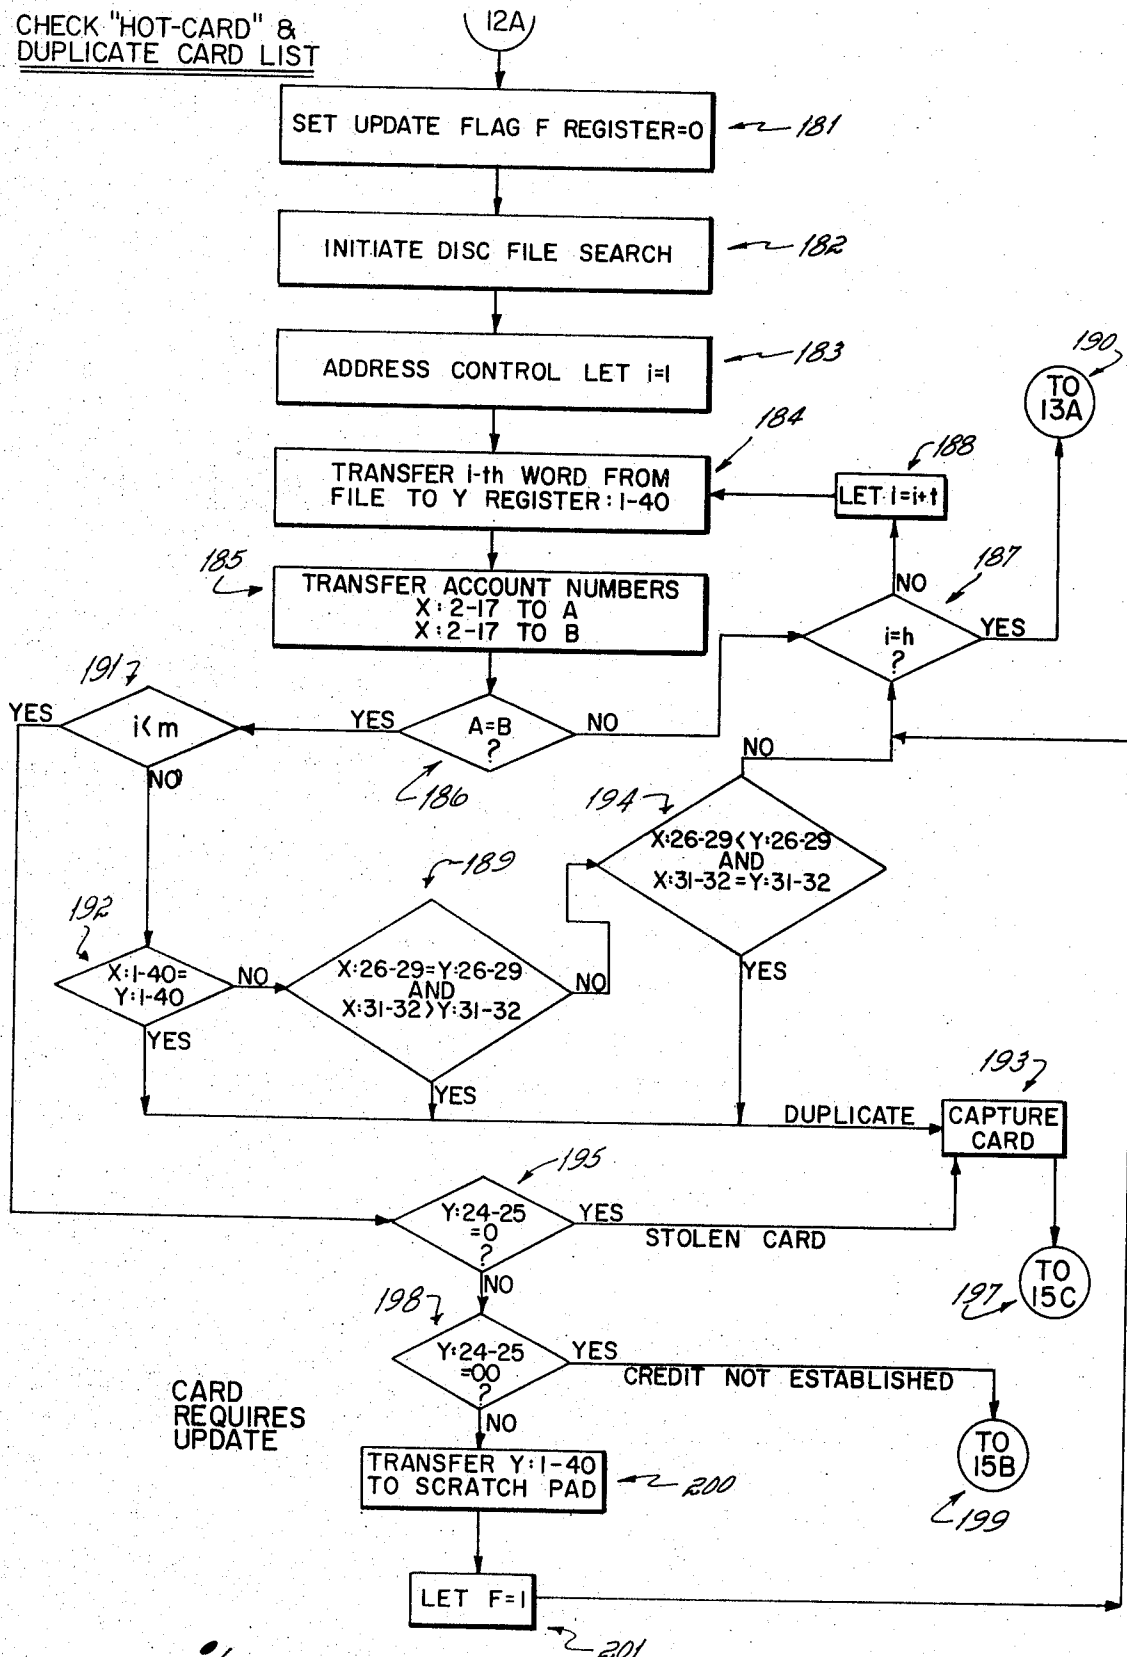 CHECK "HOT-CARD" &
DUPLICATE CARD LIST
12A
SET UPDATE FLAG F REGISTER=0
181
INITIATE DISC FILE SEARCH
182
ADDRESS CONTROL LET i=1
183
190
TO
13A
184
TRANSFER i-th WORD FROM
FILE TO Y REGISTER: 1-40
188
LET i=i+1
185
TRANSFER ACCOUNT NUMBERS
X: 2-17 TO A
X: 2-17 TO B
187
NO
i=h
?
YES
191
YES
i<m
NO
YES
A=B
?
NO
186
NO
194
X:26-29<Y:26-29
AND
X:31-32=Y:31-32
YES
189
192
X:1-40=
Y:1-40
NO
YES
X:26-29=Y:26-29
AND
X:31-32>Y:31-32
NO
YES
193
DUPLICATE
CAPTURE
CARD
195
Y:24-25
=0
?
YES
STOLEN CARD
NO
197
TO
15C
198
Y:24-25
=00
?
YES
CREDIT NOT ESTABLISHED
NO
CARD
REQUIRES
UPDATE
TO
15B
199
TRANSFER Y:1-40
TO SCRATCH PAD
200
LET F=1
201